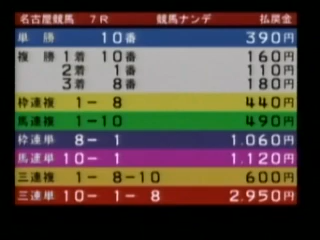 名古屋競馬 7R 競馬ナンデ 払戻金
単勝 10番 390円
複勝 1着 10番 160円
2着 1番 110円
3着 8番 180円
枠連複 1-8 440円
馬連複 1-10 490円
枠連単 8-1 1,060円
馬連単 10-1 1,120円
三連複 1-8-10 600円
三連単 10-1-8 2,950円